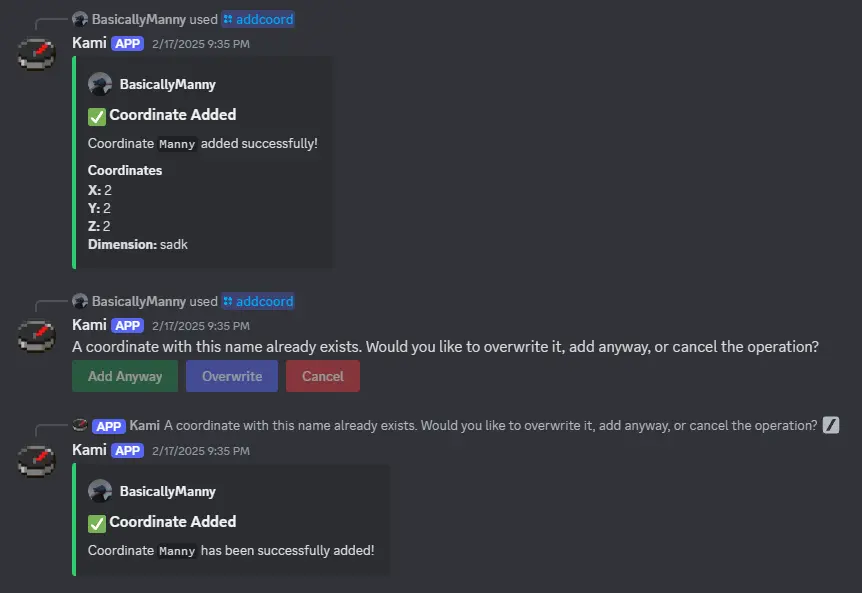 BasicallyManny used addcoord
Kami APP 2/17/2025 9:35 PM
BasicallyManny
Coordinate Added
Coordinate Manny added successfully!
Coordinates
X: 2
Y: 2
Z: 2
Dimension: sadk
BasicallyManny used addcoord
Kami APP 2/17/2025 9:35 PM
A coordinate with this name already exists. Would you like to overwrite it, add anyway, or cancel the operation?
Add Anyway Overwrite Cancel
APP Kami A coordinate with this name already exists. Would you like to overwrite it, add anyway, or cancel the operation?
Kami APP 2/17/2025 9:35 PM
BasicallyManny
Coordinate Added
Coordinate Manny has been successfully added!